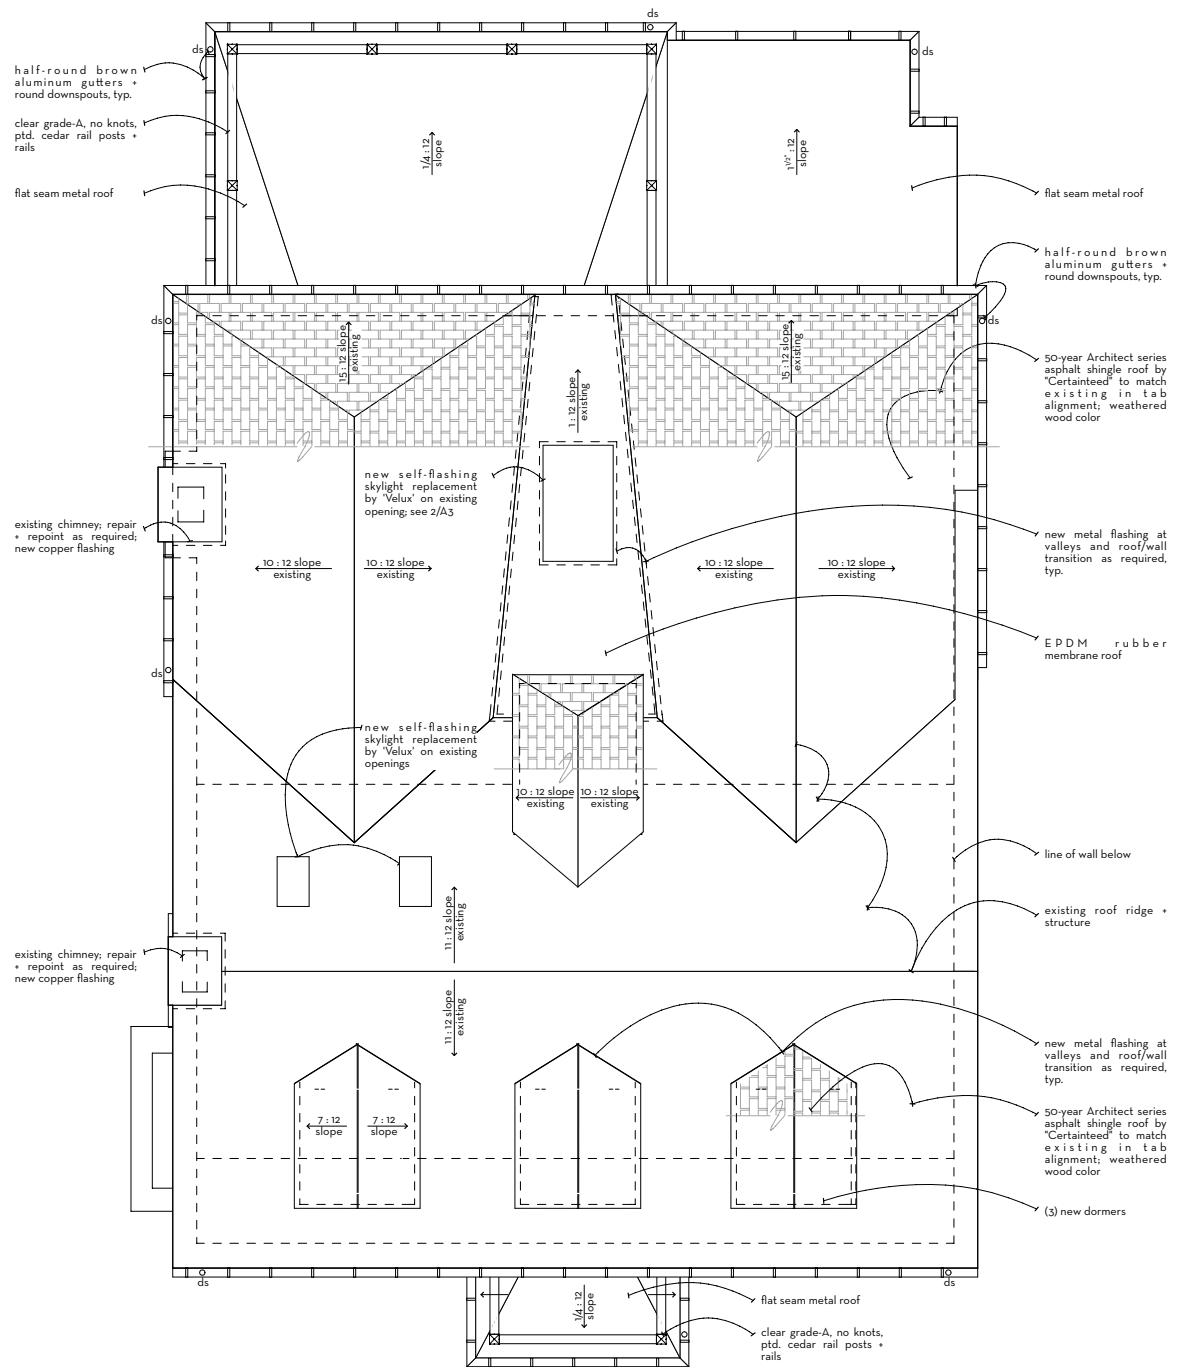 ds
ds
ds
half-round brown
aluminum gutters +
round downspouts, typ.
clear grade-A, no knots,
ptd. cedar rail posts +
rails
flat seam metal roof
1/4 : 12
slope
1 1/2" : 12
slope
flat seam metal roof
half-round brown
aluminum gutters +
round downspouts, typ.
ds
ds
15 : 12 slope
existing
15 : 12 slope
existing
1 : 12 slope
existing
50-year Architect series
asphalt shingle roof by
"Certainteed" to match
existing in tab
alignment; weathered
wood color
new self-flashing
skylight replacement
by 'Velux' on existing
opening; see 2/A3
existing chimney; repair
+ repoint as required;
new copper flashing
new metal flashing at
valleys and roof/wall
transition as required,
typ.
10 : 12 slope
existing
10 : 12 slope
existing
10 : 12 slope
existing
10 : 12 slope
existing
EPDM rubber
membrane roof
ds
new self-flashing
skylight replacement
by 'Velux' on existing
openings
10 : 12 slope
existing
10 : 12 slope
existing
line of wall below
11 : 12 slope
existing
existing roof ridge +
structure
existing chimney; repair
+ repoint as required;
new copper flashing
11 : 12 slope
existing
new metal flashing at
valleys and roof/wall
transition as required,
typ.
7 : 12
slope
7 : 12
slope
50-year Architect series
asphalt shingle roof by
"Certainteed" to match
existing in tab
alignment; weathered
wood color
(3) new dormers
ds
ds
1/4 : 12
slope
flat seam metal roof
clear grade-A, no knots,
ptd. cedar rail posts +
rails